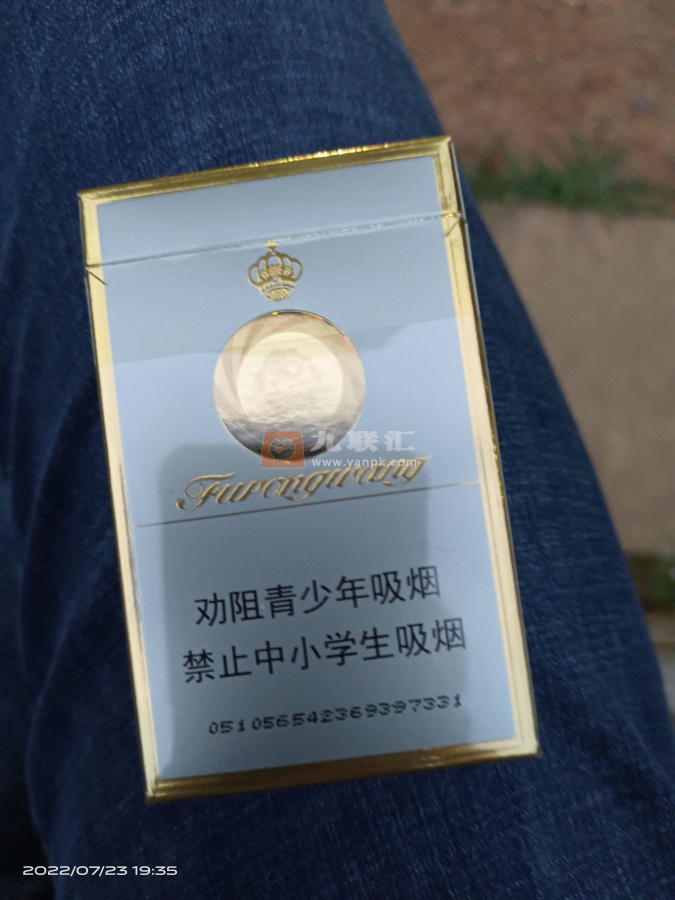 九联汇
www.yanpk.com
Furongwang
劝阻青少年吸烟
禁止中小学生吸烟
051056542369397331
2022/07/23 19:35